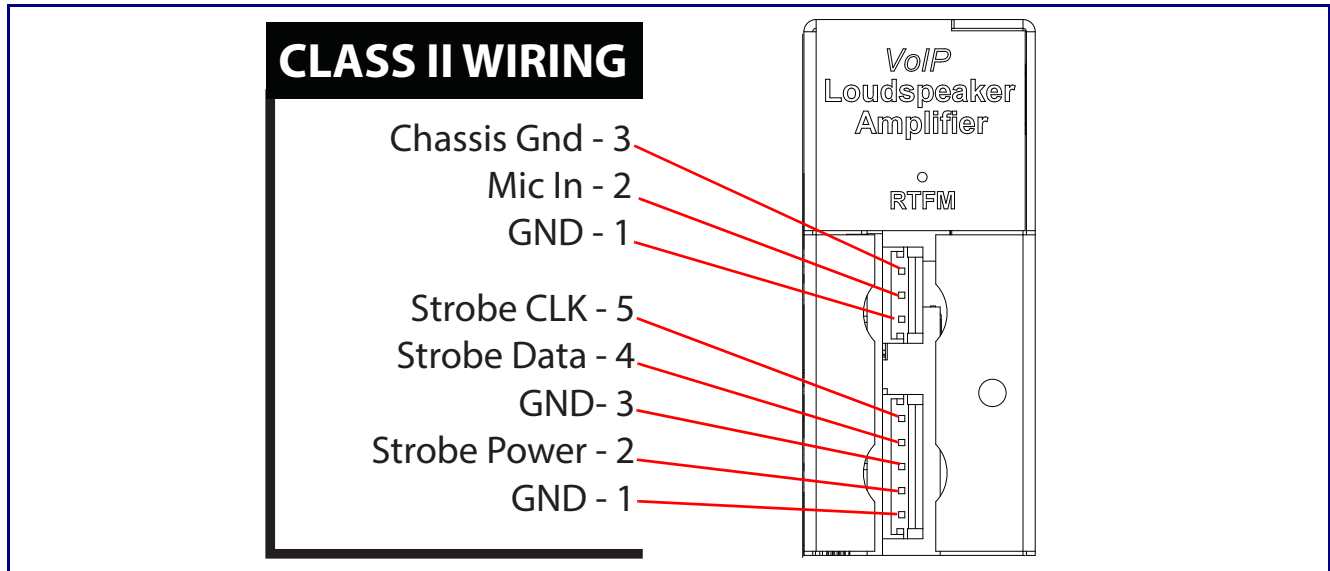 CLASS II WIRING
Chassis Gnd - 3
Mic In - 2
GND - 1
Strobe CLK - 5
Strobe Data - 4
GND- 3
Strobe Power - 2
GND - 1
VoIP
Loudspeaker
Amplifier
RTFM